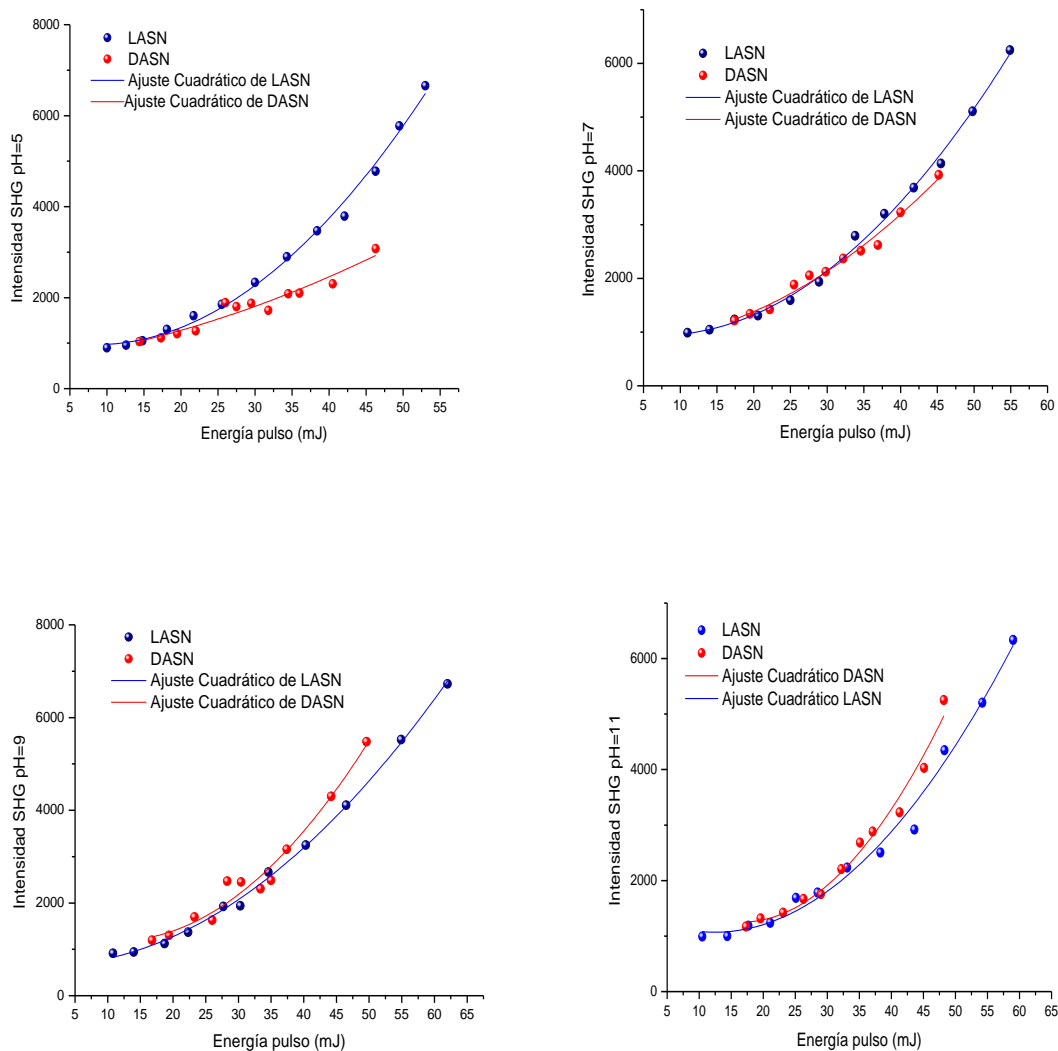 8000
6000
4000
2000
0
Intensidad SHG pH=5
LASN
DASN
Ajuste Cuadrático de LASN
Ajuste Cuadrático de DASN
5 10 15 20 25 30 35 40 45 50 55
Energía pulso (mJ)
6000
4000
2000
0
Intensidad SHG pH=7
LASN
DASN
Ajuste Cuadrático de LASN
Ajuste Cuadrático de DASN
5 10 15 20 25 30 35 40 45 50 55 60
Energía pulso (mJ)
8000
6000
4000
2000
0
Intensidad SHG pH=9
LASN
DASN
Ajuste Cuadrático de LASN
Ajuste Cuadrático de DASN
5 10 15 20 25 30 35 40 45 50 55 60 65
Energía pulso (mJ)
6000
4000
2000
0
Intensidad SHG pH=11
LASN
DASN
Ajuste Cuadrático DASN
Ajuste Cuadrático LASN
5 10 15 20 25 30 35 40 45 50 55 60 65
Energía pulso (mJ)